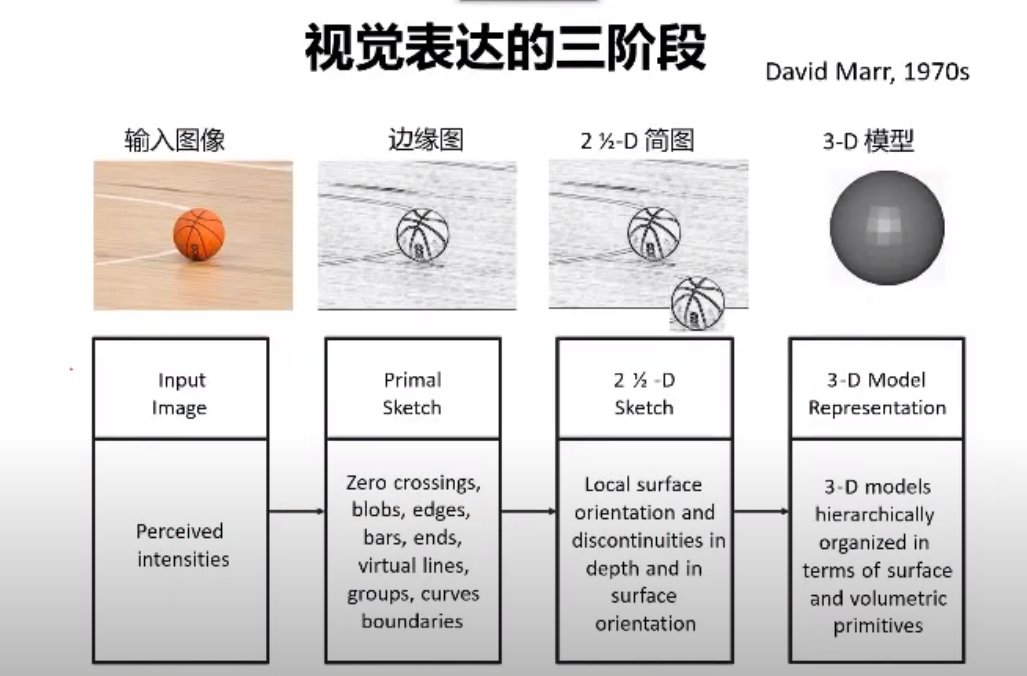 视觉表达的三阶段
David Marr, 1970s
输入图像
边缘图
2 ½-D 简图
3-D 模型
Input
Image
Primal
Sketch
2 ½ -D
Sketch
3-D Model
Representation
Perceived
intensities
Zero crossings,
blobs, edges,
bars, ends,
virtual lines,
groups, curves
boundaries
Local surface
orientation and
discontinuities in
depth and in
surface
orientation
3-D models
hierarchically
organized in
terms of surface
and volumetric
primitives